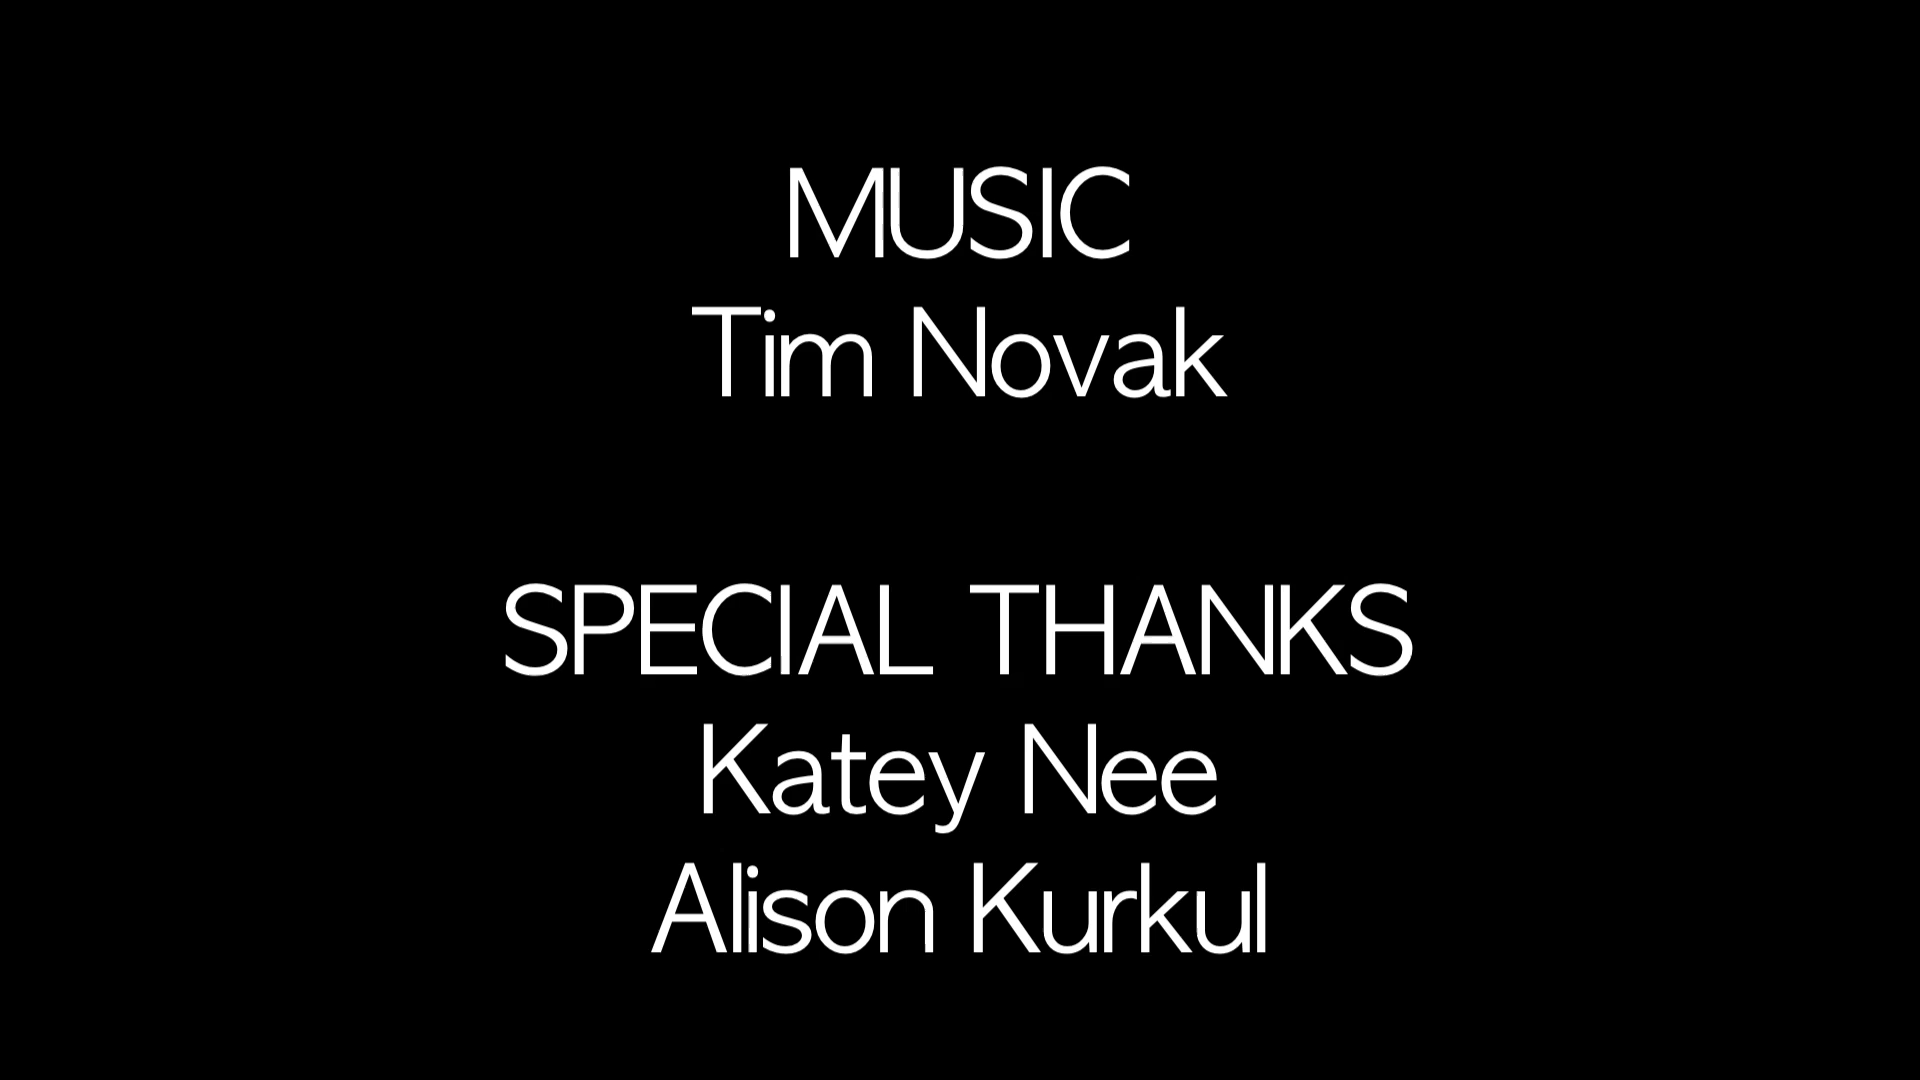 MUSIC
Tim Novak
SPECIAL THANKS
Katey Nee
Alison Kurkul